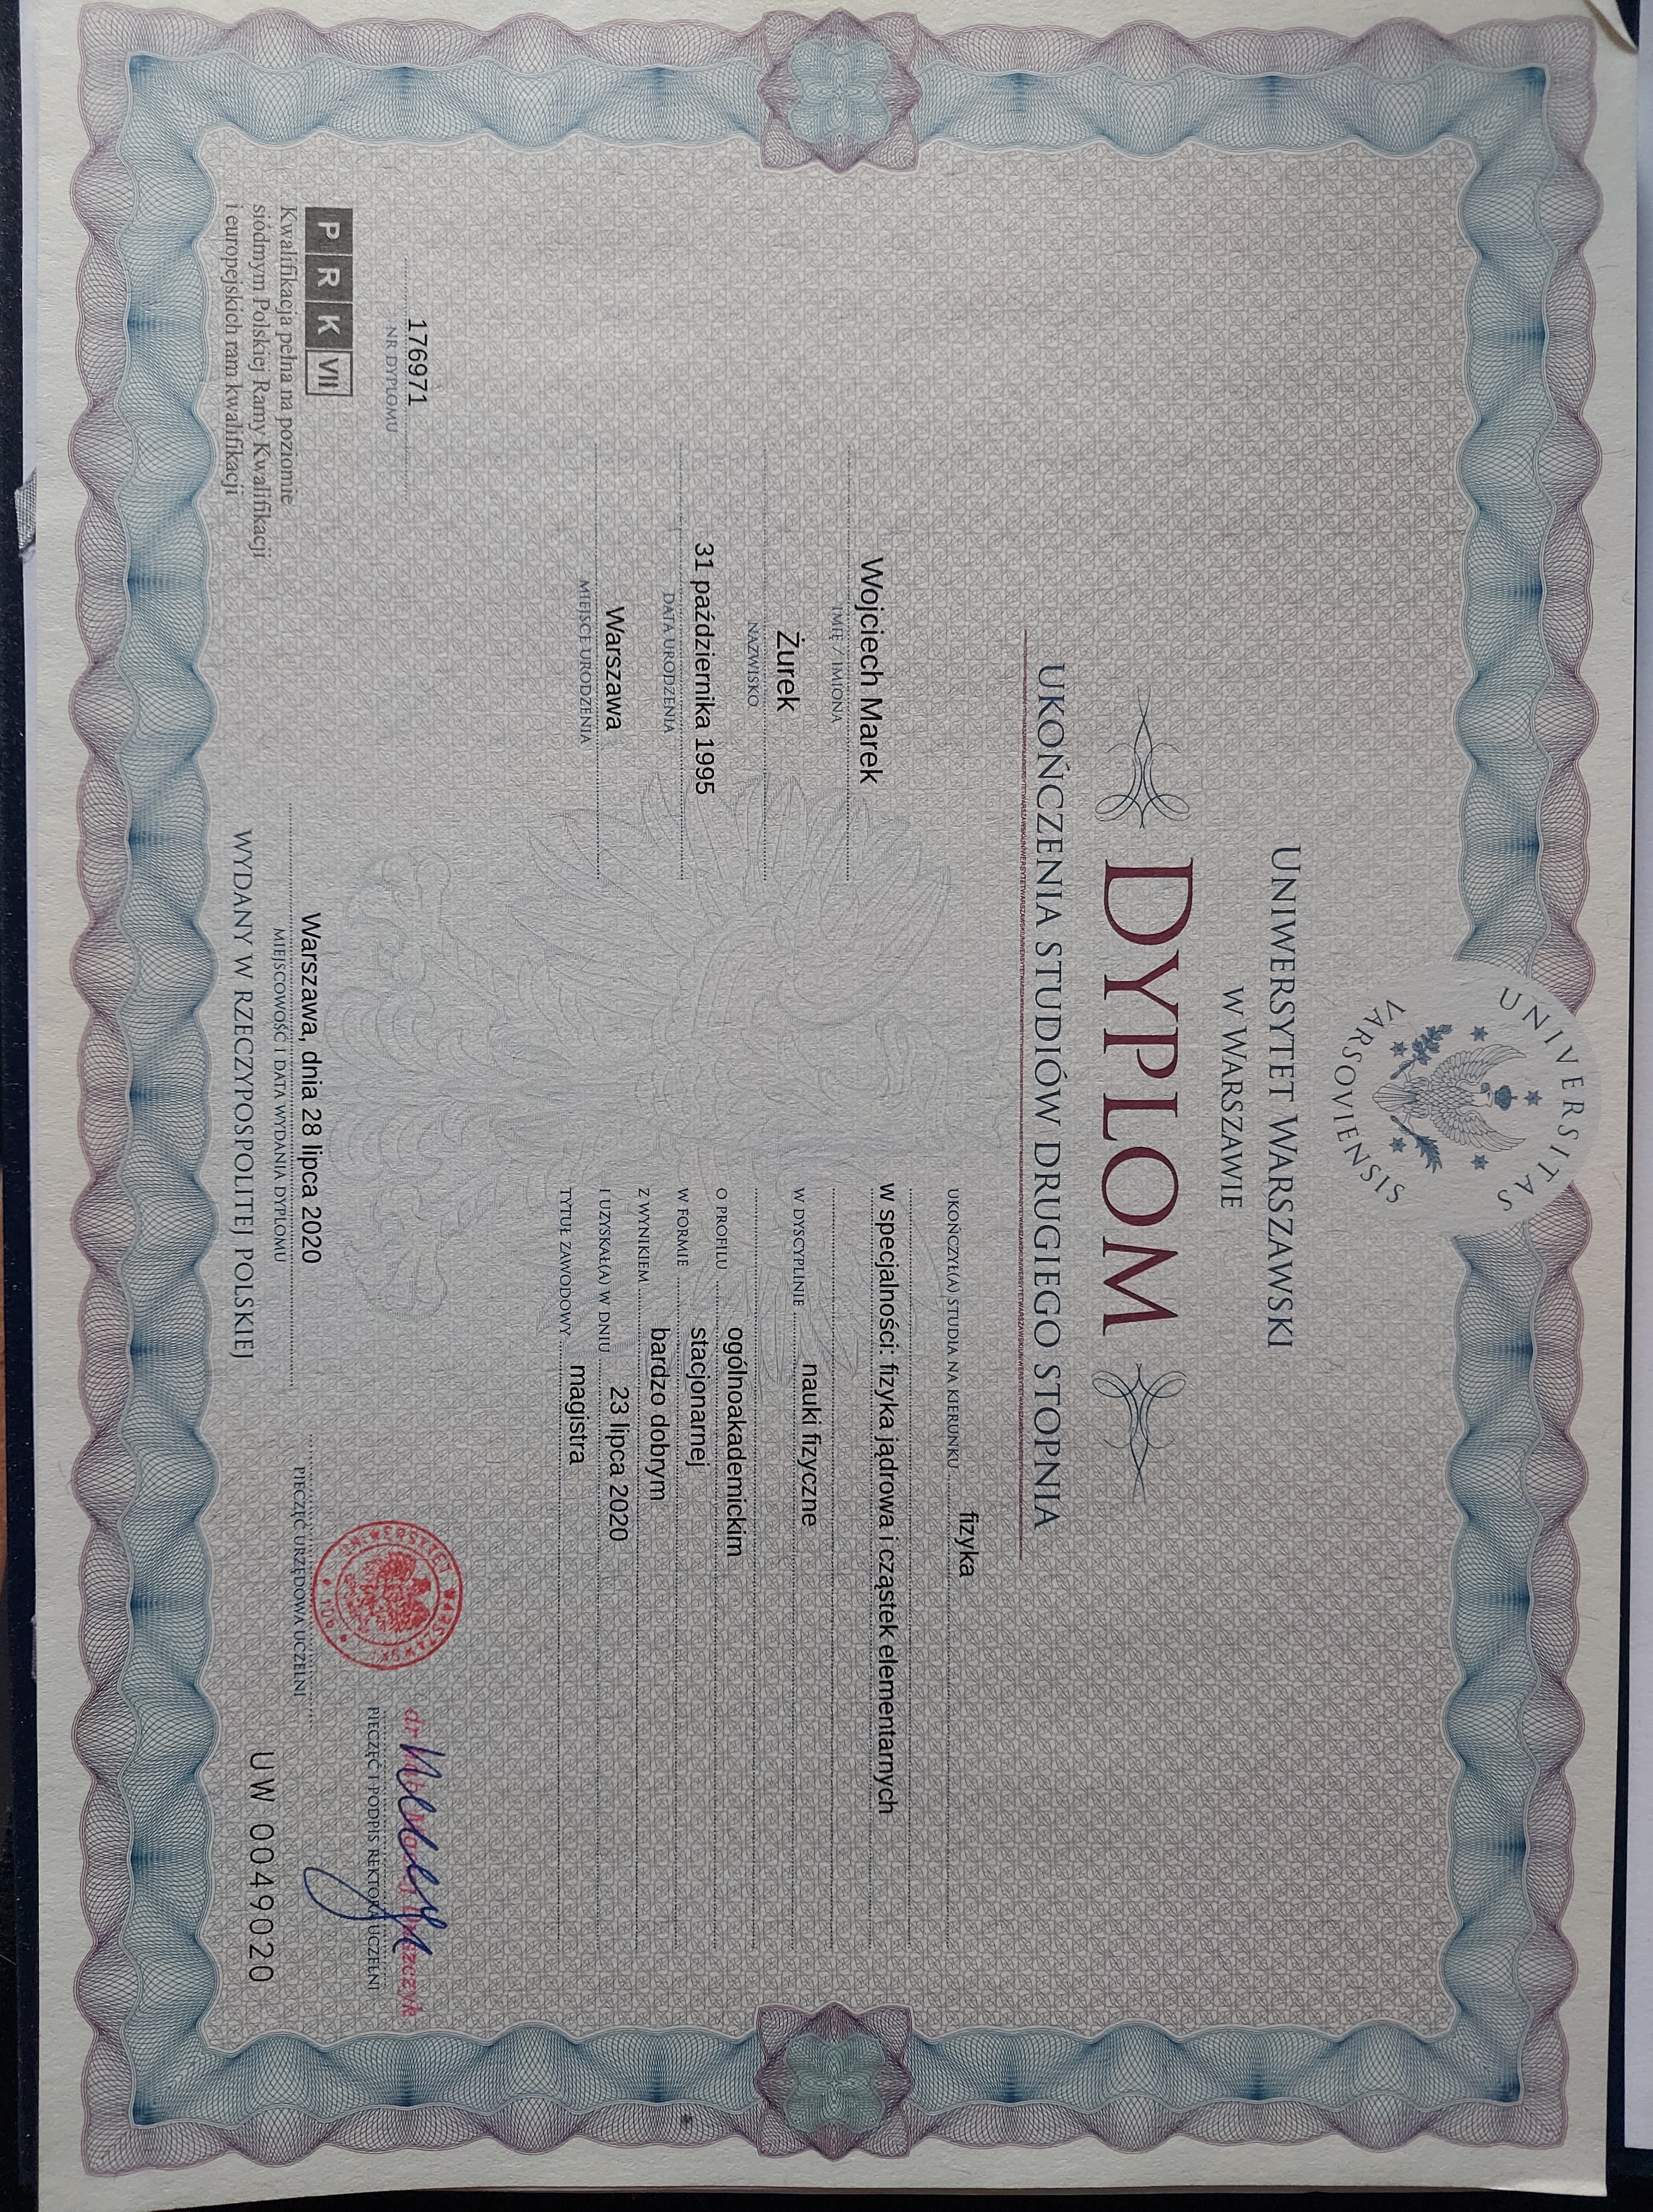 UNIVERSITAS
VARSOVIENSIS
UNIWERSYTET WARSZAWSKI
W WARSZAWIE
DYPLOM
UKOŃCZENIA STUDIÓW DRUGIEGO STOPNIA
Wojciech Marek
IMIĘ / IMIONA
Żurek
NAZWISKO
31 października 1995
DATA URODZENIA
Warszawa
MIEJSCE URODZENIA
UKOŃCZYŁ(A) STUDIA NA KIERUNKU fizyka
w specjalności: fizyka jądrowa i cząstek elementarnych
W DYSCYPLINIE nauki fizyczne
O PROFILU ogólnoakademickim
W FORMIE stacjonarnej
Z WYNIKIEM bardzo dobrym
I UZYSKAŁ(A) W DNIU 23 lipca 2020
TYTUŁ ZAWODOWY magistra
176971
NR DYPLOMU
PRK VII
Kwalifikacja pełna na poziomie
siódmym Polskiej Ramy Kwalifikacji
i europejskich ram kwalifikacji
Warszawa, dnia 28 lipca 2020
MIEJSCOWOŚĆ I DATA WYDANIA DYPLOMU
WYDANY W RZECZYPOSPOLITEJ POLSKIEJ
UNIWERSYTET WARSZAWSKI
PIECZĘĆ URZĘDOWA UCZELNI
dr
PIECZĘĆ I PODPIS REKTORA UCZELNI
UW 0049020